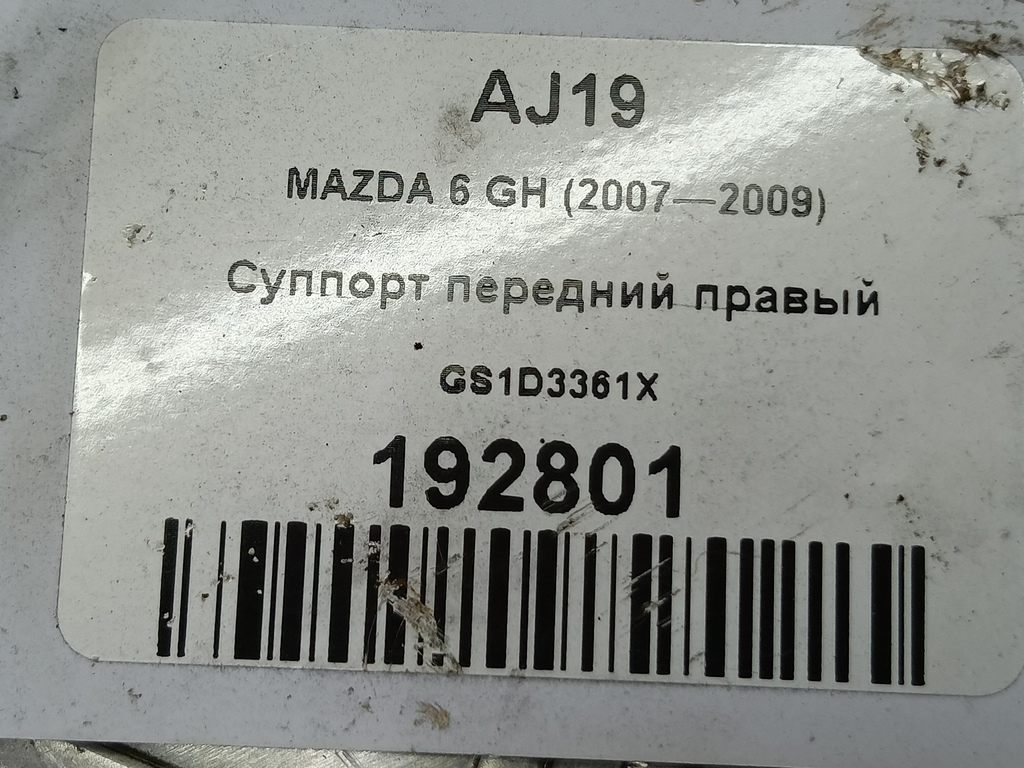 AJ19
MAZDA 6 GH (2007—2009)
Суппорт передний правый
GS1D3361X
192801